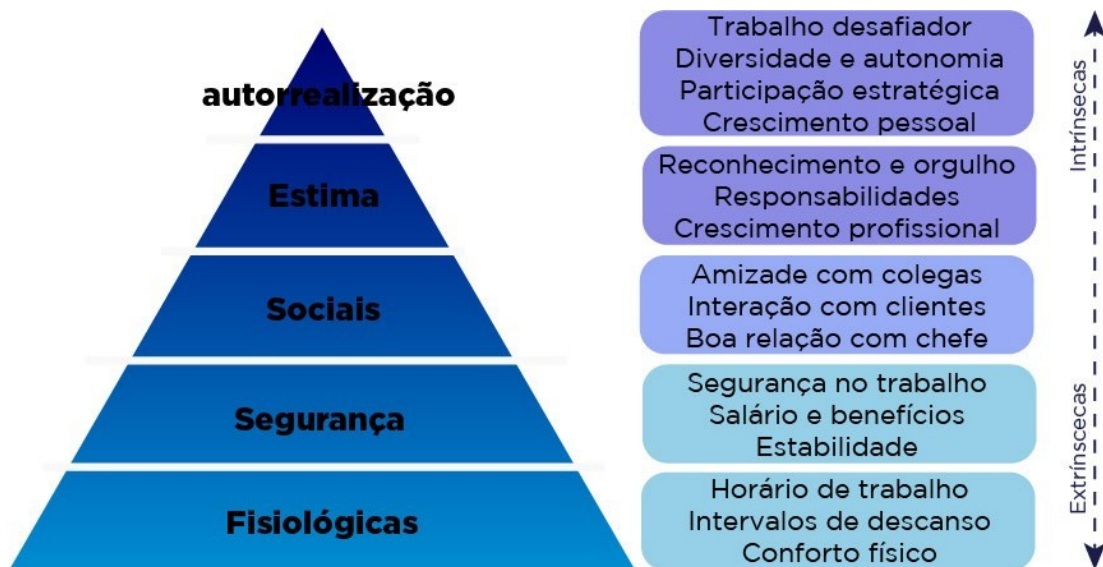 autorrealização
Trabalho desafiador
Diversidade e autonomia
Participação estratégica
Crescimento pessoal
Estima
Reconhecimento e orgulho
Responsabilidades
Crescimento profissional
Sociais
Amizade com colegas
Interação com clientes
Boa relação com chefe
Segurança
Segurança no trabalho
Salário e benefícios
Estabilidade
Fisiológicas
Horário de trabalho
Intervalos de descanso
Conforto físico
Intrínsecas
Extrínscecas